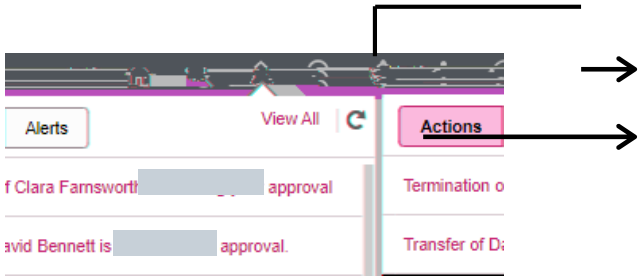 Alerts View All Actions
f Clara Farnsworth approval Termination o
avid Bennett is approval. Transfer of Da